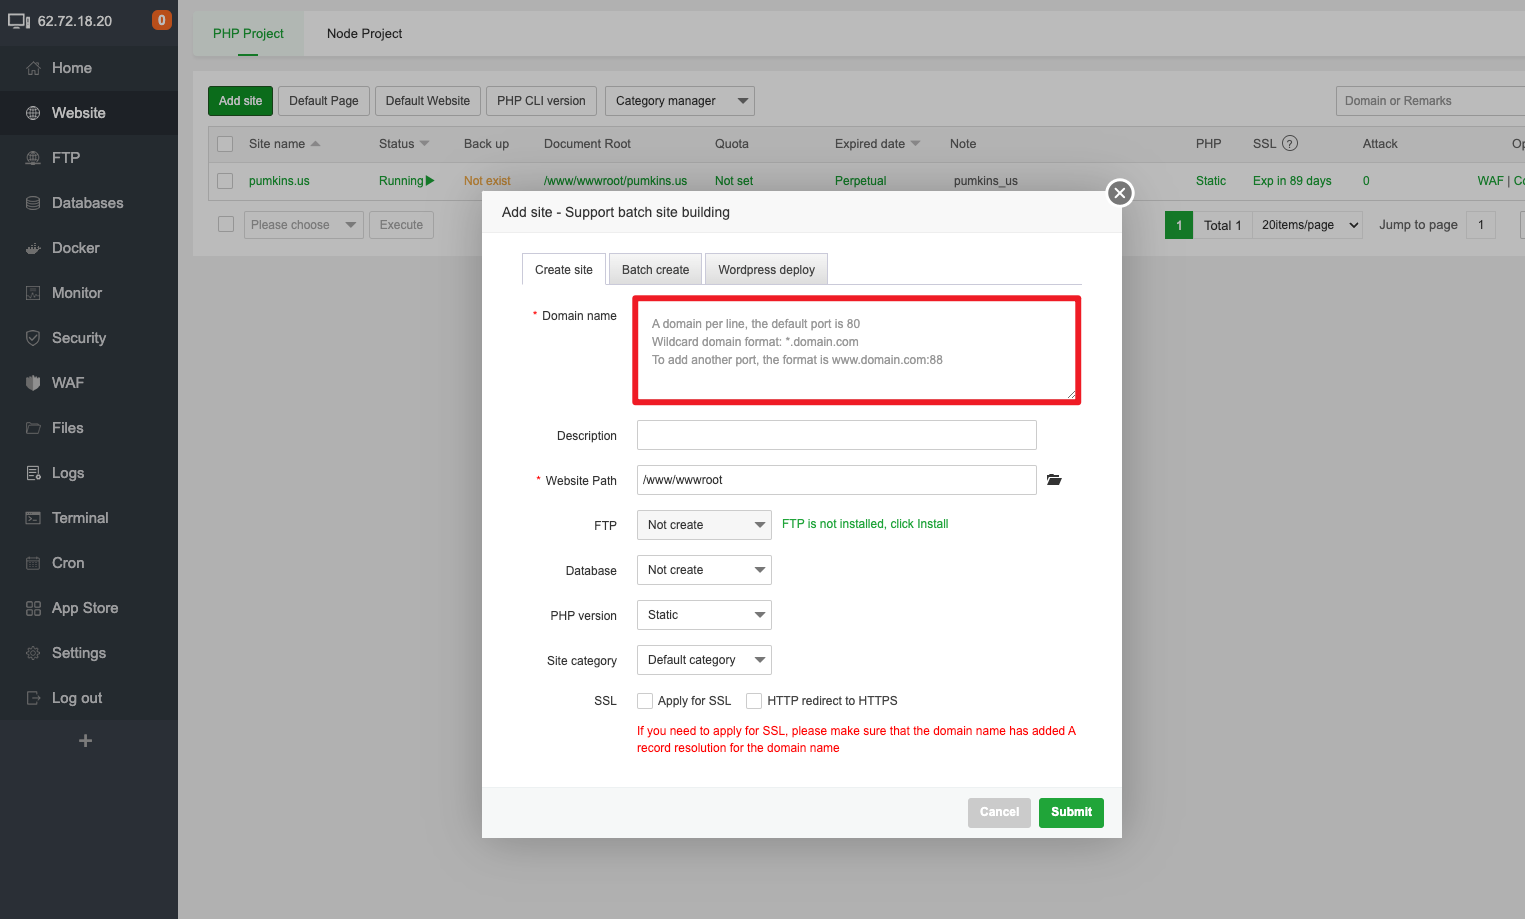 62.72.18.20
0
Home
Website
FTP
Databases
Docker
Monitor
Security
WAF
Files
Logs
Terminal
Cron
App Store
Settings
Log out
+
PHP Project
Node Project
Add site
Default Page
Default Website
PHP CLI version
Category manager
Domain or Remarks
Site name
Status
Back up
Document Root
Quota
Expired date
Note
PHP
SSL ?
Attack
Op
pumkins.us
Running
Not exist
/www/wwwroot/pumkins.us
Not set
Perpetual
pumkins_us
Static
Exp in 89 days
0
WAF | Co
Please choose
Execute
1
Total 1
20items/page
Jump to page
1
Add site - Support batch site building
Create site
Batch create
Wordpress deploy
* Domain name
A domain per line, the default port is 80
Wildcard domain format: *.domain.com
To add another port, the format is www.domain.com:88
Description
* Website Path
/www/wwwroot
FTP
Not create
FTP is not installed, click Install
Database
Not create
PHP version
Static
Site category
Default category
SSL
Apply for SSL
HTTP redirect to HTTPS
If you need to apply for SSL, please make sure that the domain name has added A
record resolution for the domain name
Cancel
Submit